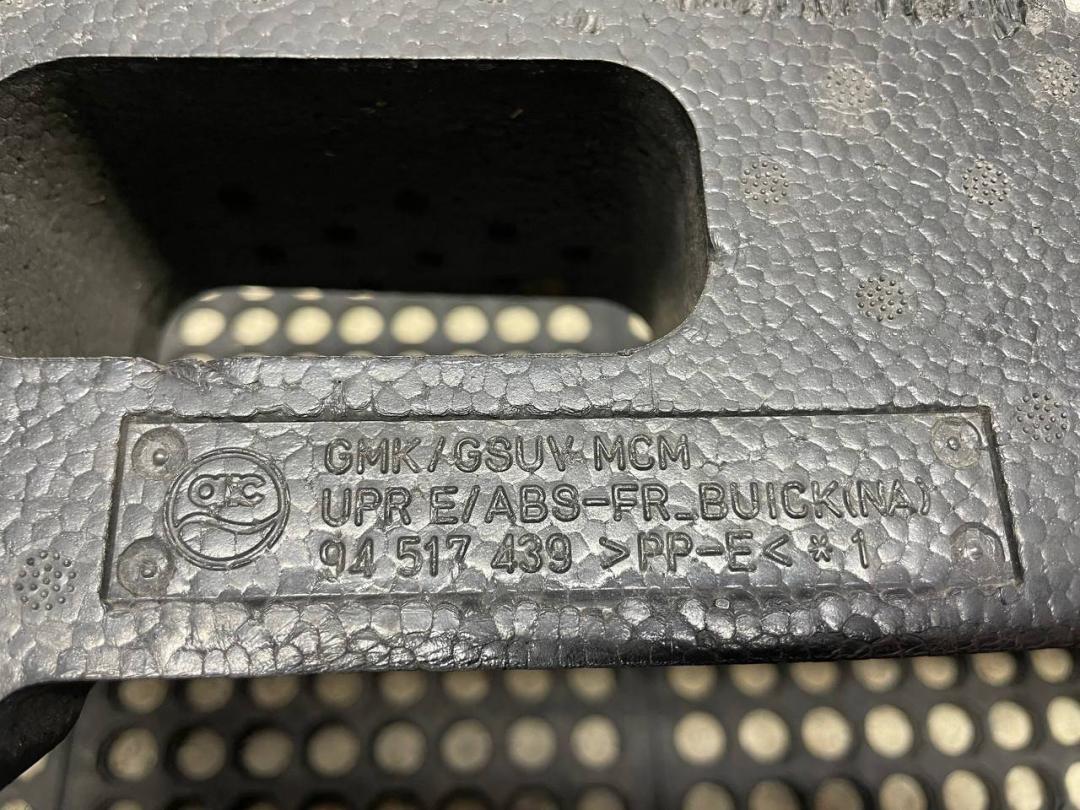 GMK/GSUV MCM
UPR E/ABS-FR_BUICK(NA)
94 517 439 >PP-E< *1